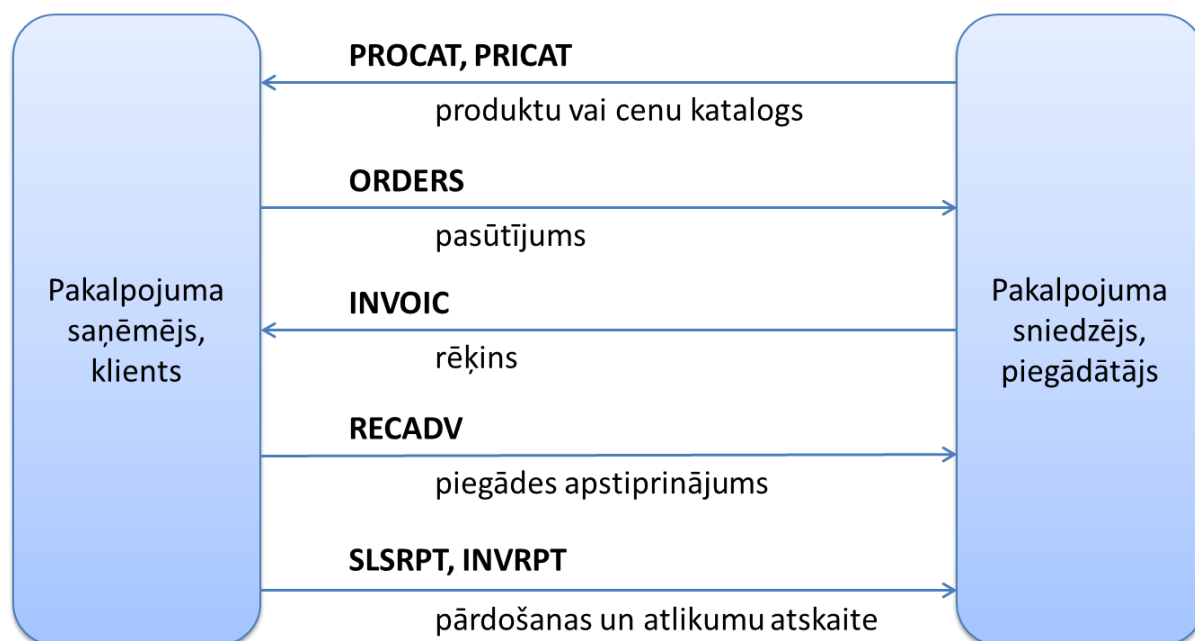 PROCAT, PRICAT
produktu vai cenu katalogs
ORDERS
pasūtījums
Pakalpojuma
saņēmējs,
klients
INVOIC
rēķins
Pakalpojuma
sniedzējs,
piegādātājs
RECADV
piegādes apstiprinājums
SLSRPT, INVRPT
pārdošanas un atlikumu atskaite